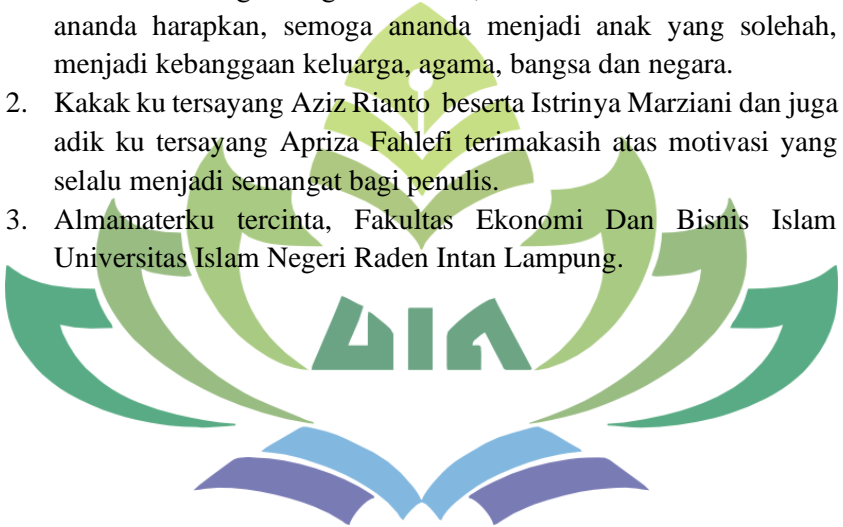 ananda harapkan, semoga ananda menjadi anak yang solehah,
menjadi kebanggaan keluarga, agama, bangsa dan negara.
2. Kakak ku tersayang Aziz Rianto beserta Istrinya Marziani dan juga
adik ku tersayang Apriza Fahlefi terimakasih atas motivasi yang
selalu menjadi semangat bagi penulis.
3. Almamaterku tercinta, Fakultas Ekonomi Dan Bisnis Islam
Universitas Islam Negeri Raden Intan Lampung.
UIN